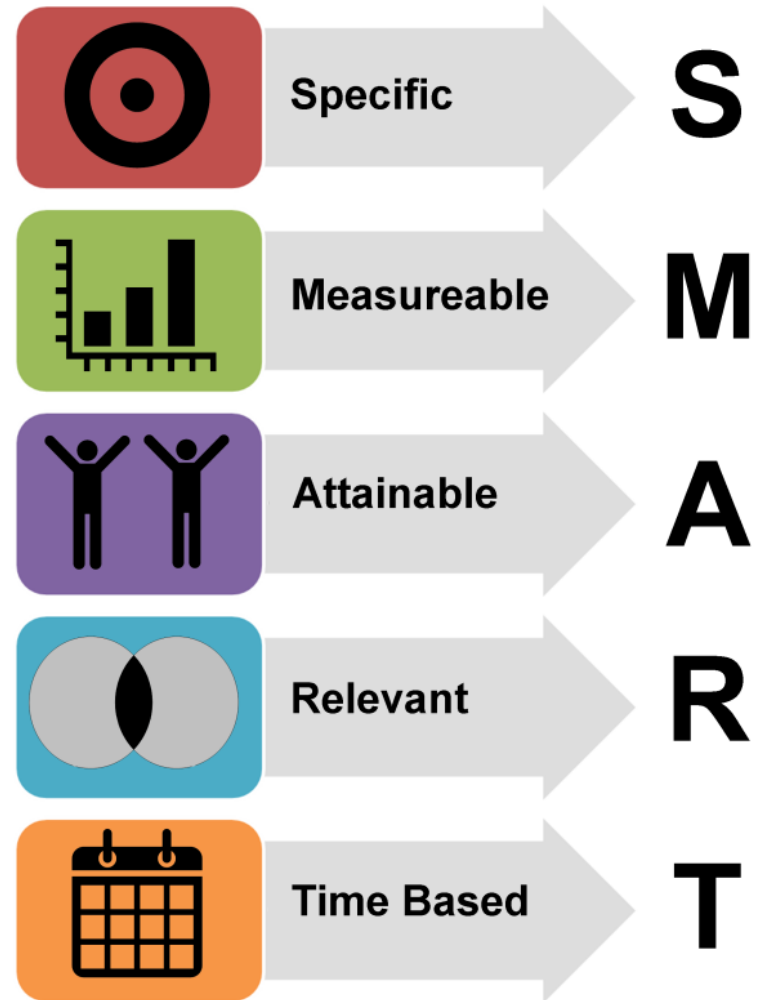 Specific S
Measureable M
Attainable A
Relevant R
Time Based T